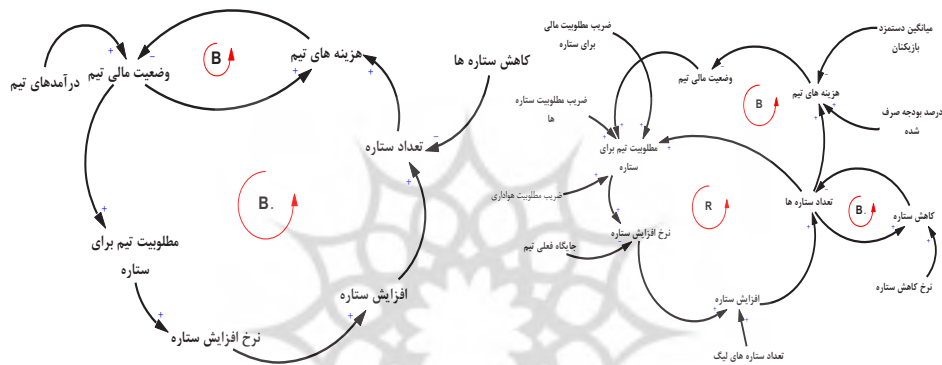 هزینه های تیم
کاهش ستاره ها
وضعیت مالی تیم
درآمدهای تیم
B
تعداد ستاره
B.
مطلوبیت تیم برای
ستاره
افزایش ستاره
نرخ افزایش ستاره
ضریب مطلوبیت مالی
برای ستاره
میانگین دستمزد
بازیکنان
وضعیت مالی تیم
هزینه های تیم
B
ضریب مطلوبیت ستاره
ها
درصد بودجه صرف
شده
مطلوبیت تیم برای
ستاره
ضریب مطلوبیت هواداری
R
تعداد ستاره ها
B.
کاهش ستاره
نرخ افزایش ستاره
جایگاه فعلی تیم
نرخ کاهش ستاره
افزایش ستاره
تعداد ستاره های لیگ